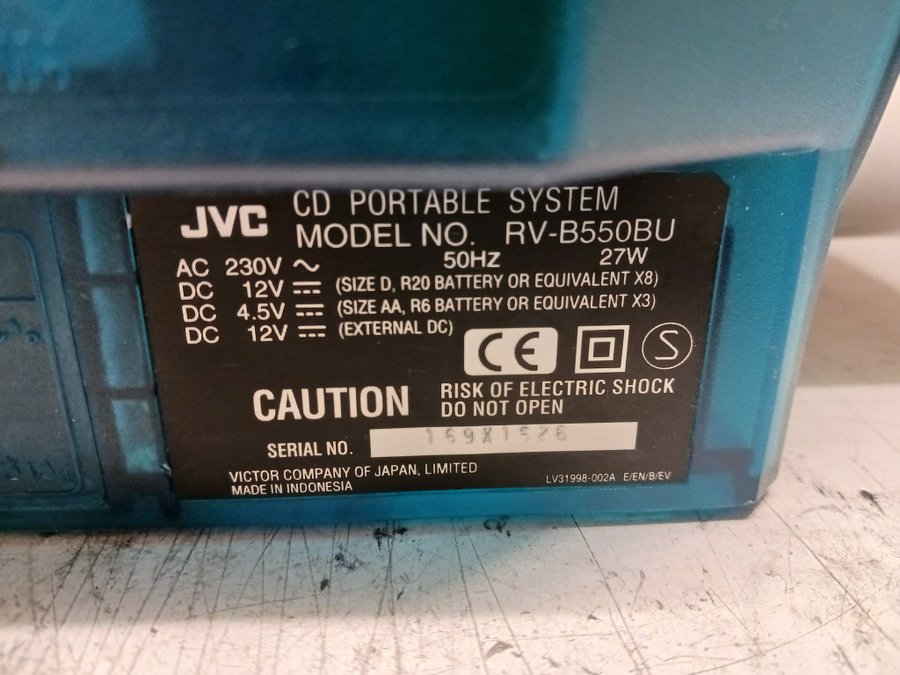 JVC CD PORTABLE SYSTEM
MODEL NO. RV-B550BU
AC 230V ~ 50Hz 27W
DC 12V ⎓ (SIZE D, R20 BATTERY OR EQUIVALENT X8)
DC 4.5V ⎓ (SIZE AA, R6 BATTERY OR EQUIVALENT X3)
DC 12V ⎓ (EXTERNAL DC)
CE S
CAUTION RISK OF ELECTRIC SHOCK
DO NOT OPEN
SERIAL NO. 159X1526
VICTOR COMPANY OF JAPAN, LIMITED
MADE IN INDONESIA LV31998-002A E/EN/B/EV